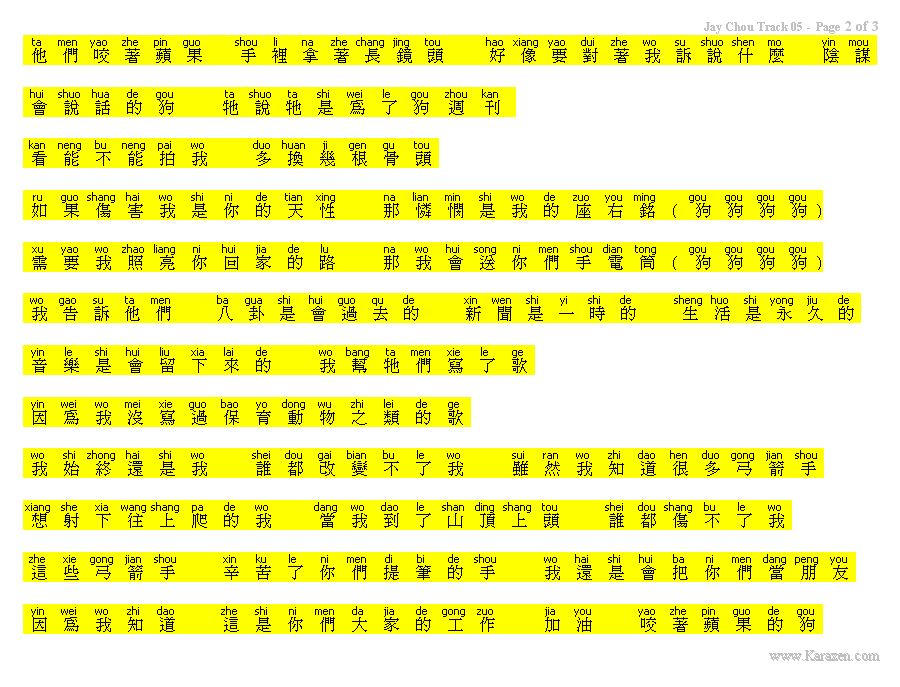 Jay Chou Track 05 - Page 2 of 3
ta men yao zhe pin guo shou li na zhe chang jing tou hao xiang yao dui zhe wo su shuo shen mo yin mou
他們咬著蘋果 手裡拿著長鏡頭 好像要對著我訴說什麼 陰謀
hui shuo hua de gou ta shuo ta shi wei le gou zhou kan
會說話的狗 牠說牠是為了狗週刊
kan neng bu neng pai wo duo huan ji gen gu tou
看能不能拍我 多換幾根骨頭
ru guo shang hai wo shi ni de tian xing na lian min shi wo de zuo you ming gou gou gou gou
如果傷害我是你的天性 那憐憫是我的座右銘 ( 狗狗狗狗 )
xu yao wo zhao liang ni hui jia de lu na wo hui song ni men shou dian tong gou gou gou gou
需要我照亮你回家的路 那我會送你們手電筒 ( 狗狗狗狗 )
wo gao su ta men ba gua shi hui guo qu de xin wen shi yi shi de sheng huo shi yong jiu de
我告訴他們 八卦是會過去的 新聞是一時的 生活是永久的
yin le shi hui liu xia lai de wo bang ta men xie le ge
音樂是會留下來的 我幫牠們寫了歌
yin wei wo mei xie guo bao yo dong wu zhi lei de ge
因為我沒寫過保育動物之類的歌
wo shi zhong hai shi wo shei dou gai bian bu le wo sui ran wo zhi dao hen duo gong jian shou
我始終還是我 誰都改變不了我 雖然我知道很多弓箭手
xiang she xia wang shang pa de wo dang wo dao le shan ding shang tou shei dou shang bu le wo
想射下往上爬的我 當我到了山頂上頭 誰都傷不了我
zhe xie gong jian shou xin ku le ni men di bi de shou wo hai shi hui ba ni men dang peng you
這些弓箭手 辛苦了你們提筆的手 我還是會把你們當朋友
yin wei wo zhi dao zhe shi ni men da jia de gong zuo jia you yao zhe pin guo de gou
因為我知道 這是你們大家的工作 加油 咬著蘋果的狗
www.Karazen.com